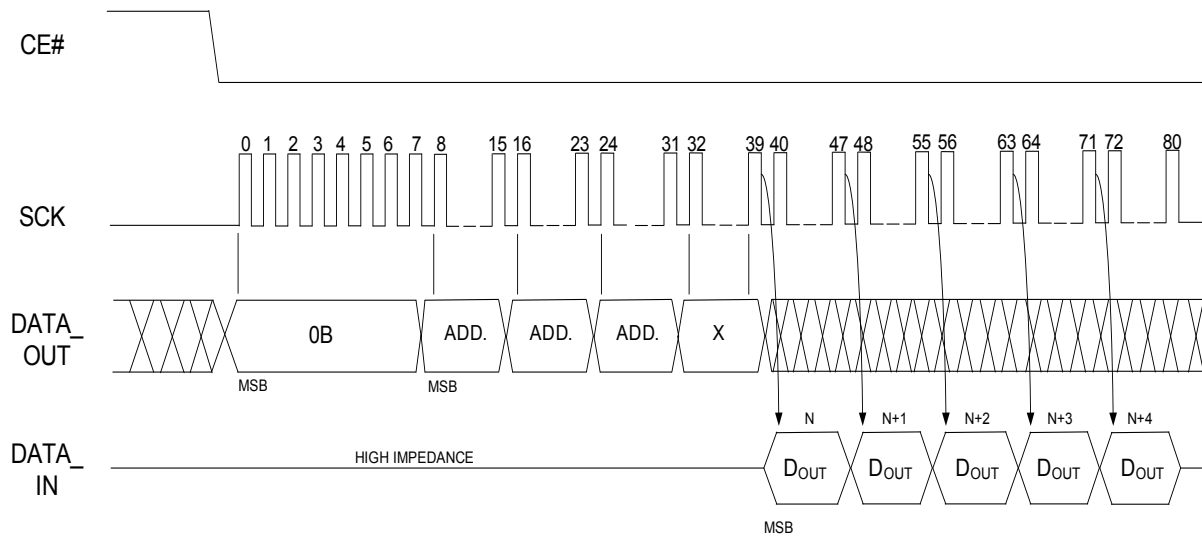 CE#
0 1 2 3 4 5 6 7 8 15 16 23 24 31 32 39 40 47 48 55 56 63 64 71 72 80
SCK
DATA_
OUT
0B ADD. ADD. ADD. X
MSB MSB
N N+1 N+2 N+3 N+4
DATA_
IN
HIGH IMPEDANCE
DOUT DOUT DOUT DOUT DOUT
MSB